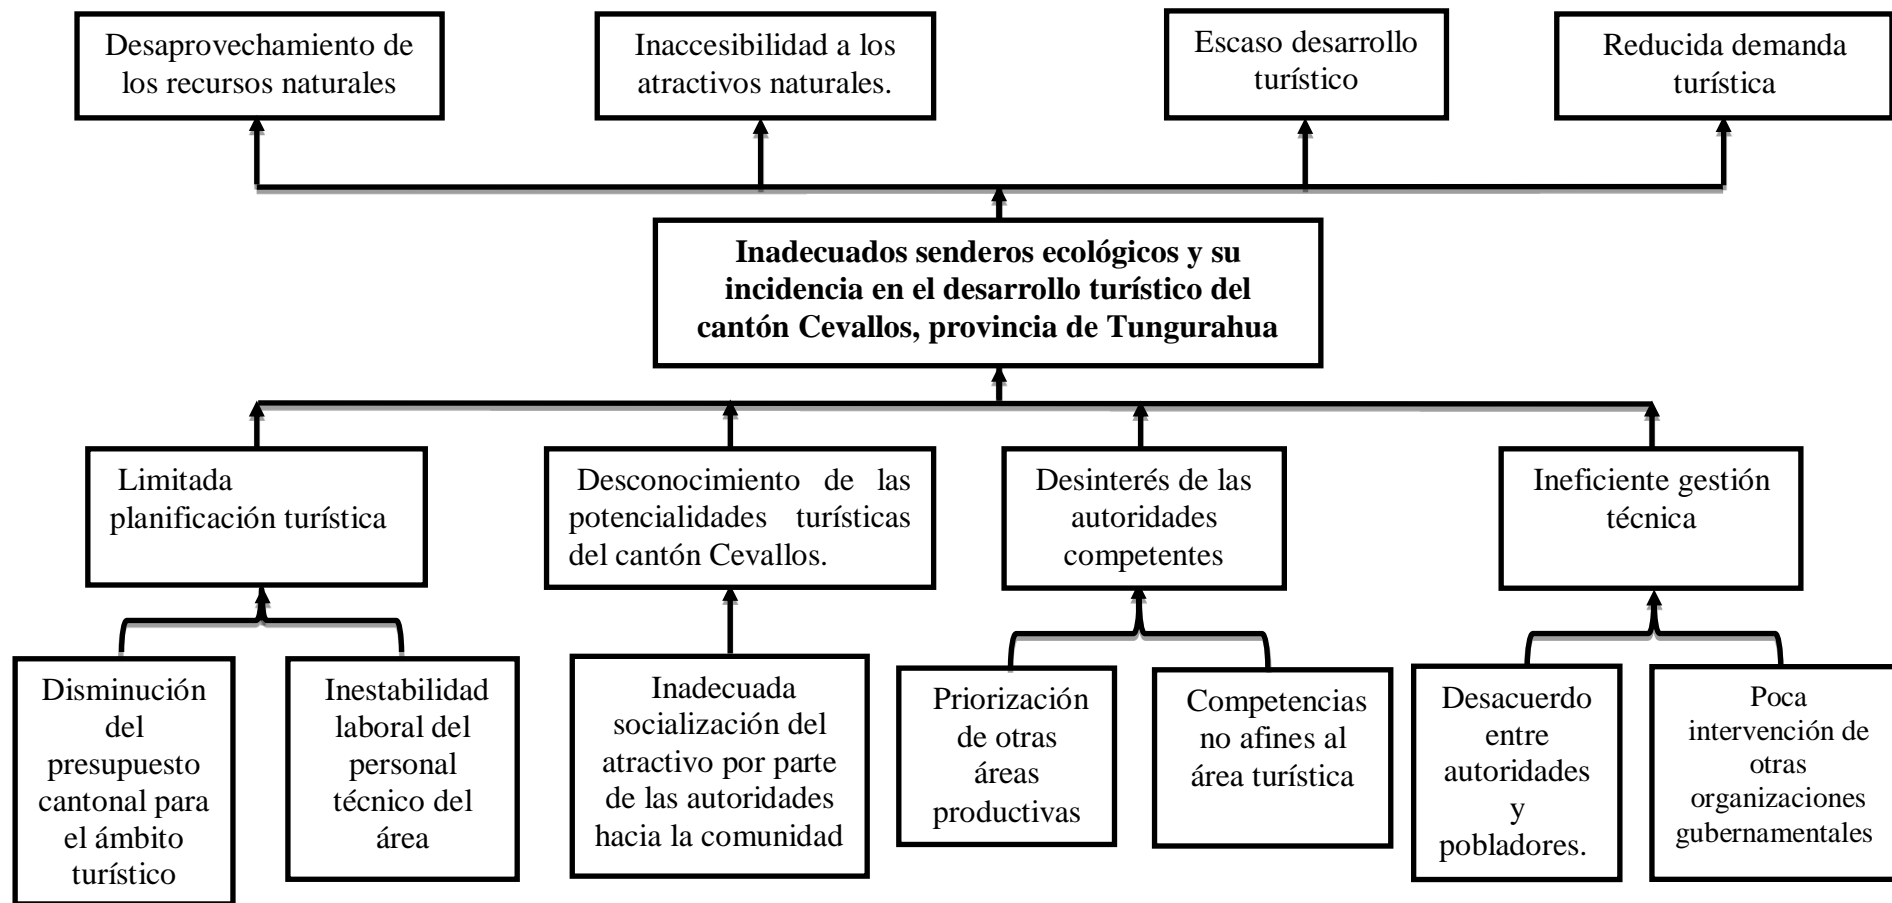 Desaprovechamiento de
los recursos naturales
Inaccesibilidad a los
atractivos naturales.
Escaso desarrollo
turístico
Reducida demanda
turística
Inadecuados senderos ecológicos y su
incidencia en el desarrollo turístico del
cantón Cevallos, provincia de Tungurahua
Limitada
planificación turística
Desconocimiento de las
potencialidades turísticas
del cantón Cevallos.
Desinterés de las
autoridades
competentes
Ineficiente gestión
técnica
Disminución
del
presupuesto
cantonal para
el ámbito
turístico
Inestabilidad
laboral del
personal
técnico del
área
Inadecuada
socialización del
atractivo por parte
de las autoridades
hacia la comunidad
Priorización
de otras
áreas
productivas
Competencias
no afines al
área turística
Desacuerdo
entre
autoridades
y
pobladores.
Poca
intervención de
otras
organizaciones
gubernamentales